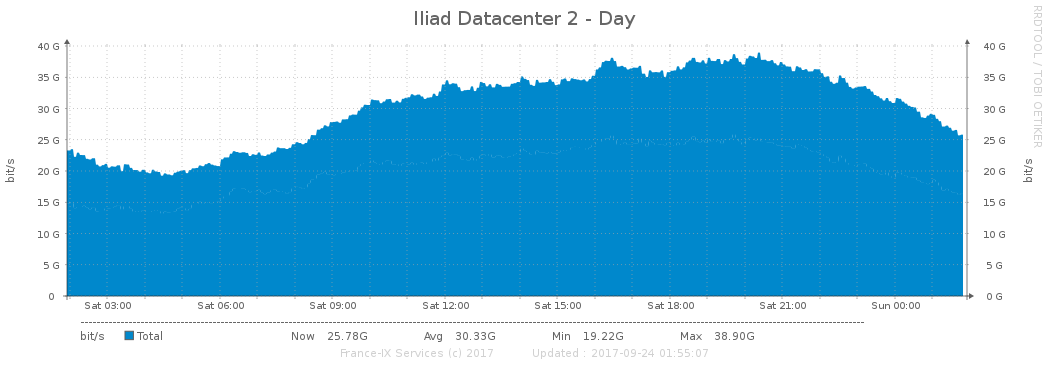 Iliad Datacenter 2 - Day
RRDTOOL / TOBI OETIKER
40 G 40 G
35 G 35 G
30 G 30 G
25 G 25 G
20 G 20 G
15 G 15 G
10 G 10 G
5 G 5 G
0 0 G
bit/s
bit/s
Sat 03:00 Sat 06:00 Sat 09:00 Sat 12:00 Sat 15:00 Sat 18:00 Sat 21:00 Sun 00:00
bit/s Total Now 25.78G Avg 30.33G Min 19.22G Max 38.90G
France-IX Services (c) 2017 Updated : 2017-09-24 01:55:07